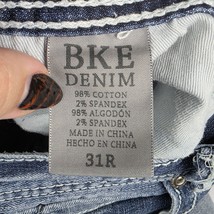 BKE
DENIM
98% COTTON
2% SPANDEX
98% ALGODÓN
2% SPANDEX
MADE IN CHINA
HECHO EN CHINA
31R